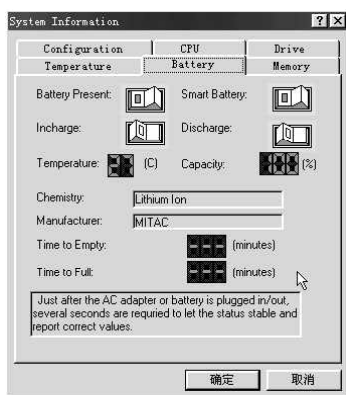 System Information
Configuration CPU Drive
Temperature Battery Memory
Battery Present: Smart Battery:
Incharge: Discharge:
Temperature: (C) Capacity: (%)
Chemistry: Lithium Ion
Manufacturer: MITAC
Time to Empty: --- (minutes)
Time to Full: --- (minutes)
Just after the AC adapter or battery is plugged in/out,
several seconds are requried to let the status stable and
report correct values.
确定 取消